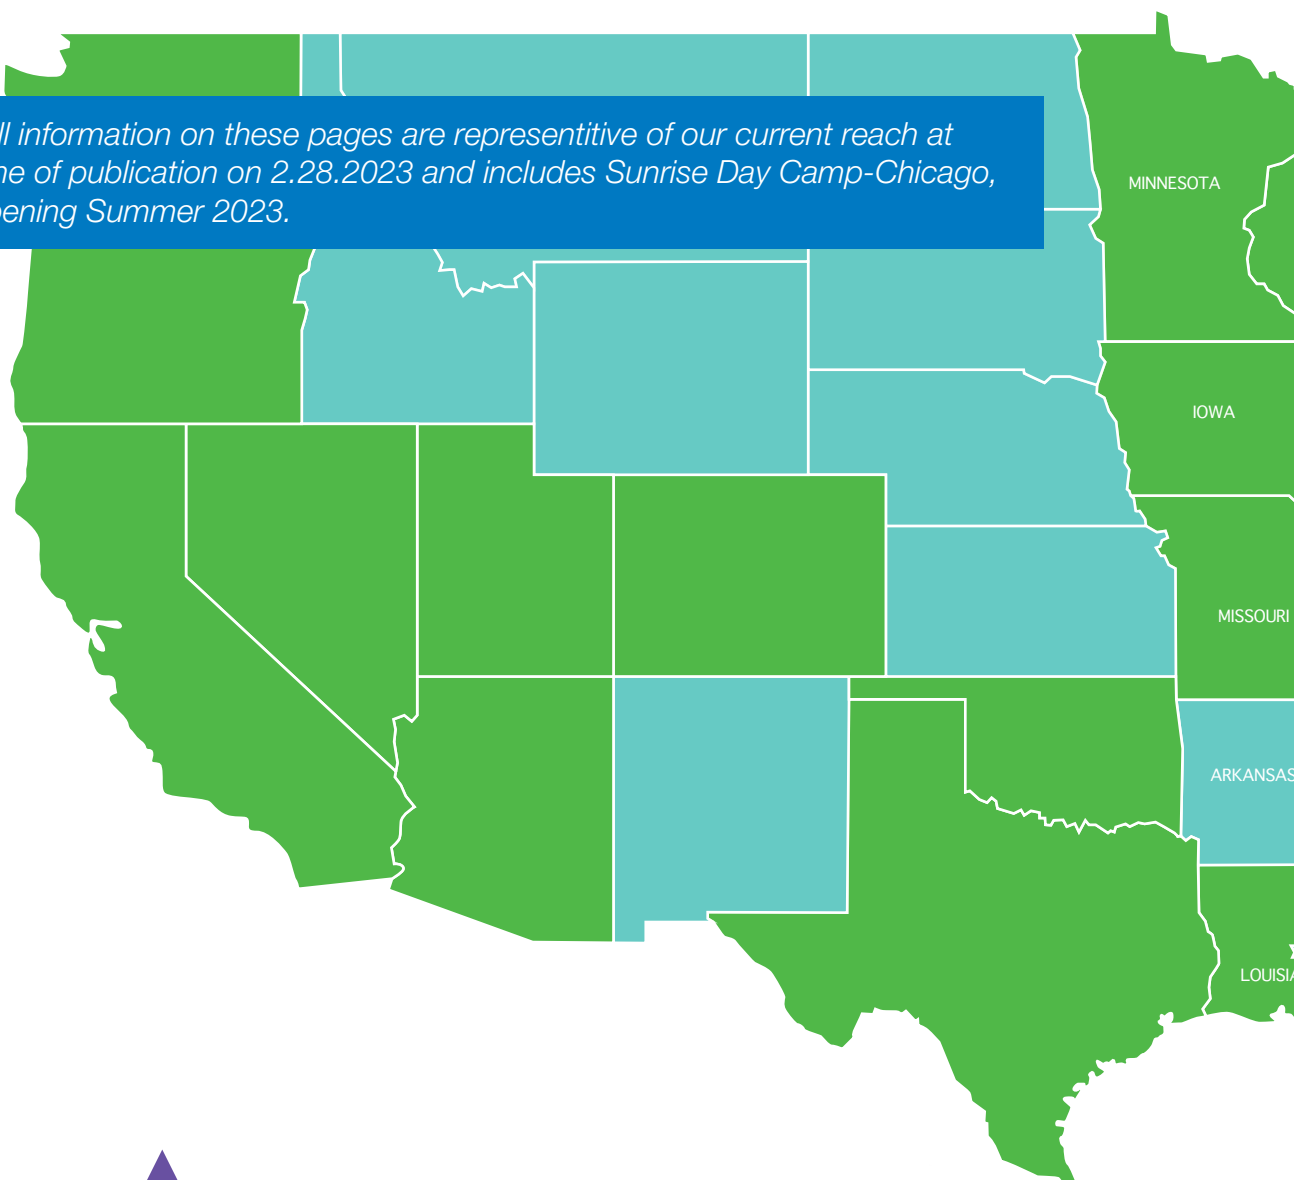 ll information on these pages are representitive of our current reach at
me of publication on 2.28.2023 and includes Sunrise Day Camp-Chicago,
pening Summer 2023.
MINNESOTA
IOWA
MISSOURI
ARKANSAS
LOUISIA